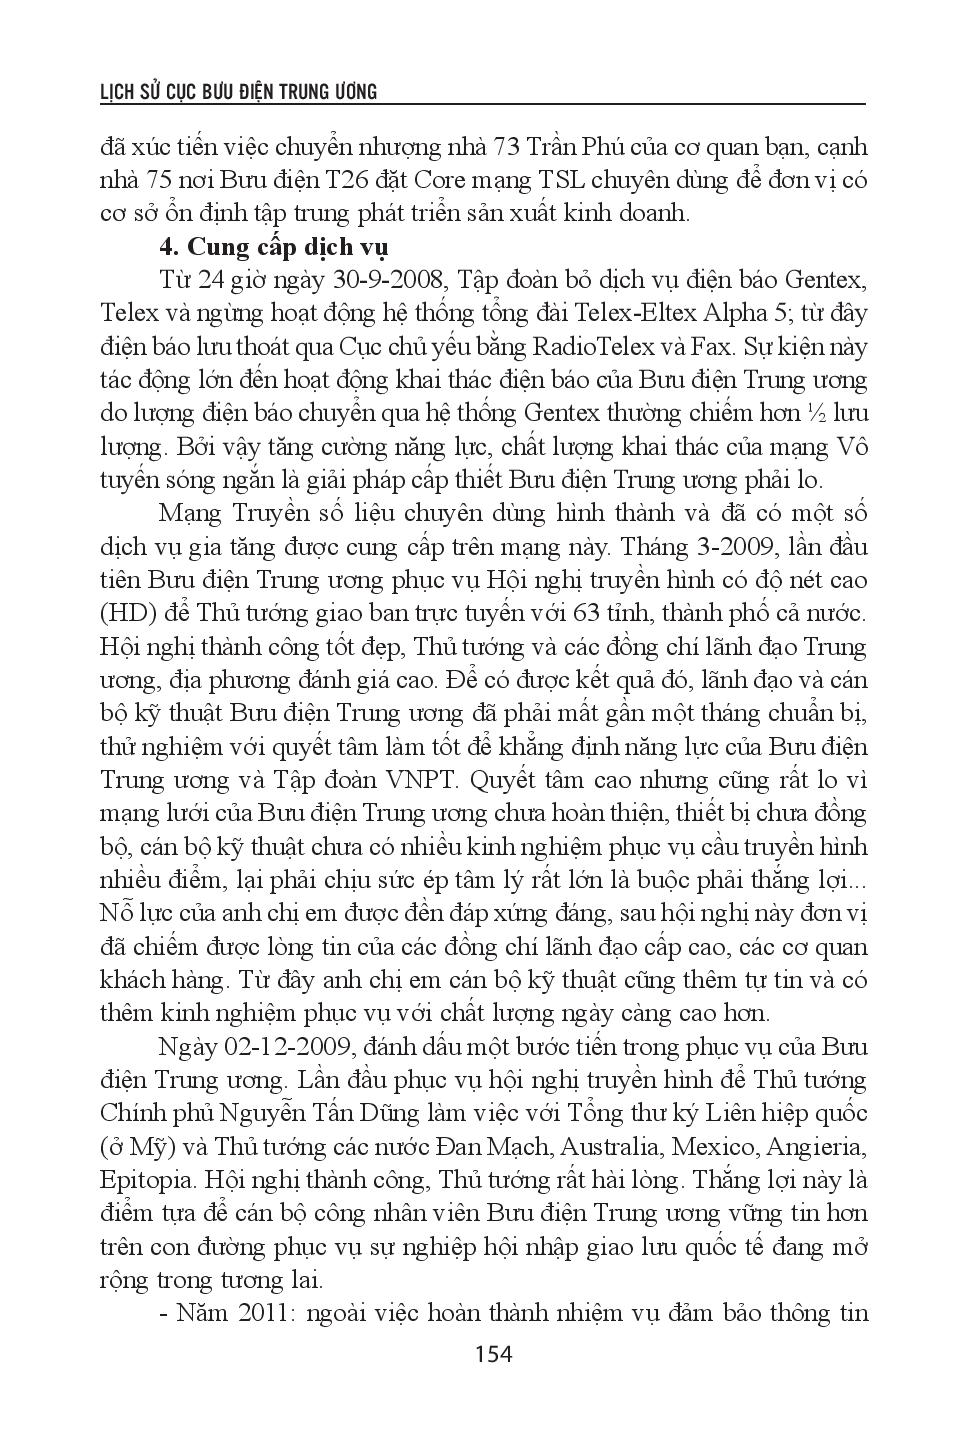 LỊCH SỬ CỤC BƯU ĐIỆN TRUNG ƯƠNG
đã xúc tiến việc chuyển nhượng nhà 73 Trần Phú của cơ quan bạn, cạnh
nhà 75 nơi Bưu điện T26 đặt Core mạng TSL chuyên dùng để đơn vị có
cơ sở ổn định tập trung phát triển sản xuất kinh doanh.
4. Cung cấp dịch vụ
Từ 24 giờ ngày 30-9-2008, Tập đoàn bỏ dịch vụ điện báo Gentex,
Telex và ngừng hoạt động hệ thống tổng đài Telex-Eltex Alpha 5; từ đây
điện báo lưu thoát qua Cục chủ yếu bằng RadioTelex và Fax. Sự kiện này
tác động lớn đến hoạt động khai thác điện báo của Bưu điện Trung ương
do lượng điện báo chuyển qua hệ thống Gentex thường chiếm hơn ½ lưu
lượng. Bởi vậy tăng cường năng lực, chất lượng khai thác của mạng Vô
tuyến sóng ngắn là giải pháp cấp thiết Bưu điện Trung ương phải lo.
Mạng Truyền số liệu chuyên dùng hình thành và đã có một số
dịch vụ gia tăng được cung cấp trên mạng này. Tháng 3-2009, lần đầu
tiên Bưu điện Trung ương phục vụ Hội nghị truyền hình có độ nét cao
(HD) để Thủ tướng giao ban trực tuyến với 63 tỉnh, thành phố cả nước.
Hội nghị thành công tốt đẹp, Thủ tướng và các đồng chí lãnh đạo Trung
ương, địa phương đánh giá cao. Để có được kết quả đó, lãnh đạo và cán
bộ kỹ thuật Bưu điện Trung ương đã phải mất gần một tháng chuẩn bị,
thử nghiệm với quyết tâm làm tốt để khẳng định năng lực của Bưu điện
Trung ương và Tập đoàn VNPT. Quyết tâm cao nhưng cũng rất lo vì
mạng lưới của Bưu điện Trung ương chưa hoàn thiện, thiết bị chưa đồng
bộ, cán bộ kỹ thuật chưa có nhiều kinh nghiệm phục vụ cầu truyền hình
nhiều điểm, lại phải chịu sức ép tâm lý rất lớn là buộc phải thắng lợi...
Nỗ lực của anh chị em được đền đáp xứng đáng, sau hội nghị này đơn vị
đã chiếm được lòng tin của các đồng chí lãnh đạo cấp cao, các cơ quan
khách hàng. Từ đây anh chị em cán bộ kỹ thuật cũng thêm tự tin và có
thêm kinh nghiệm phục vụ với chất lượng ngày càng cao hơn.
Ngày 02-12-2009, đánh dấu một bước tiến trong phục vụ của Bưu
điện Trung ương. Lần đầu phục vụ hội nghị truyền hình để Thủ tướng
Chính phủ Nguyễn Tấn Dũng làm việc với Tổng thư ký Liên hiệp quốc
(ở Mỹ) và Thủ tướng các nước Đan Mạch, Australia, Mexico, Angieria,
Epitopia. Hội nghị thành công, Thủ tướng rất hài lòng. Thắng lợi này là
điểm tựa để cán bộ công nhân viên Bưu điện Trung ương vững tin hơn
trên con đường phục vụ sự nghiệp hội nhập giao lưu quốc tế đang mở
rộng trong tương lai.
- Năm 2011: ngoài việc hoàn thành nhiệm vụ đảm bảo thông tin
154